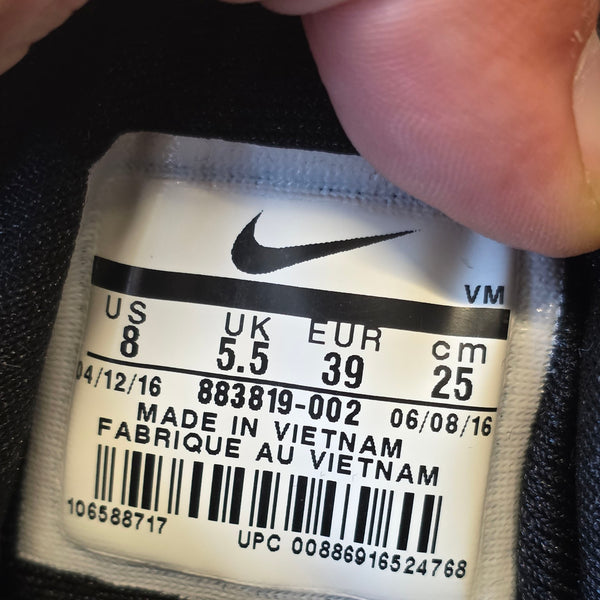 VM
US UK EUR cm
8 5.5 39 25
04/12/16 883819-002 06/08/16
MADE IN VIETNAM
FABRIQUE AU VIETNAM
106588717
UPC 00886916524768